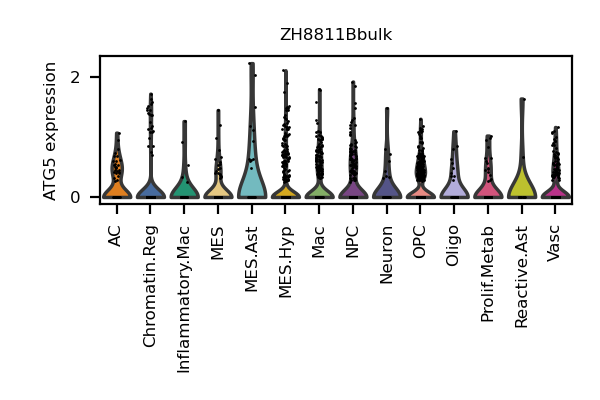 ZH8811Bbulk
ATG5 expression
2
0
AC
Chromatin.Reg
Inflammatory.Mac
MES
MES.Ast
MES.Hyp
Mac
NPC
Neuron
OPC
Oligo
Prolif.Metab
Reactive.Ast
Vasc